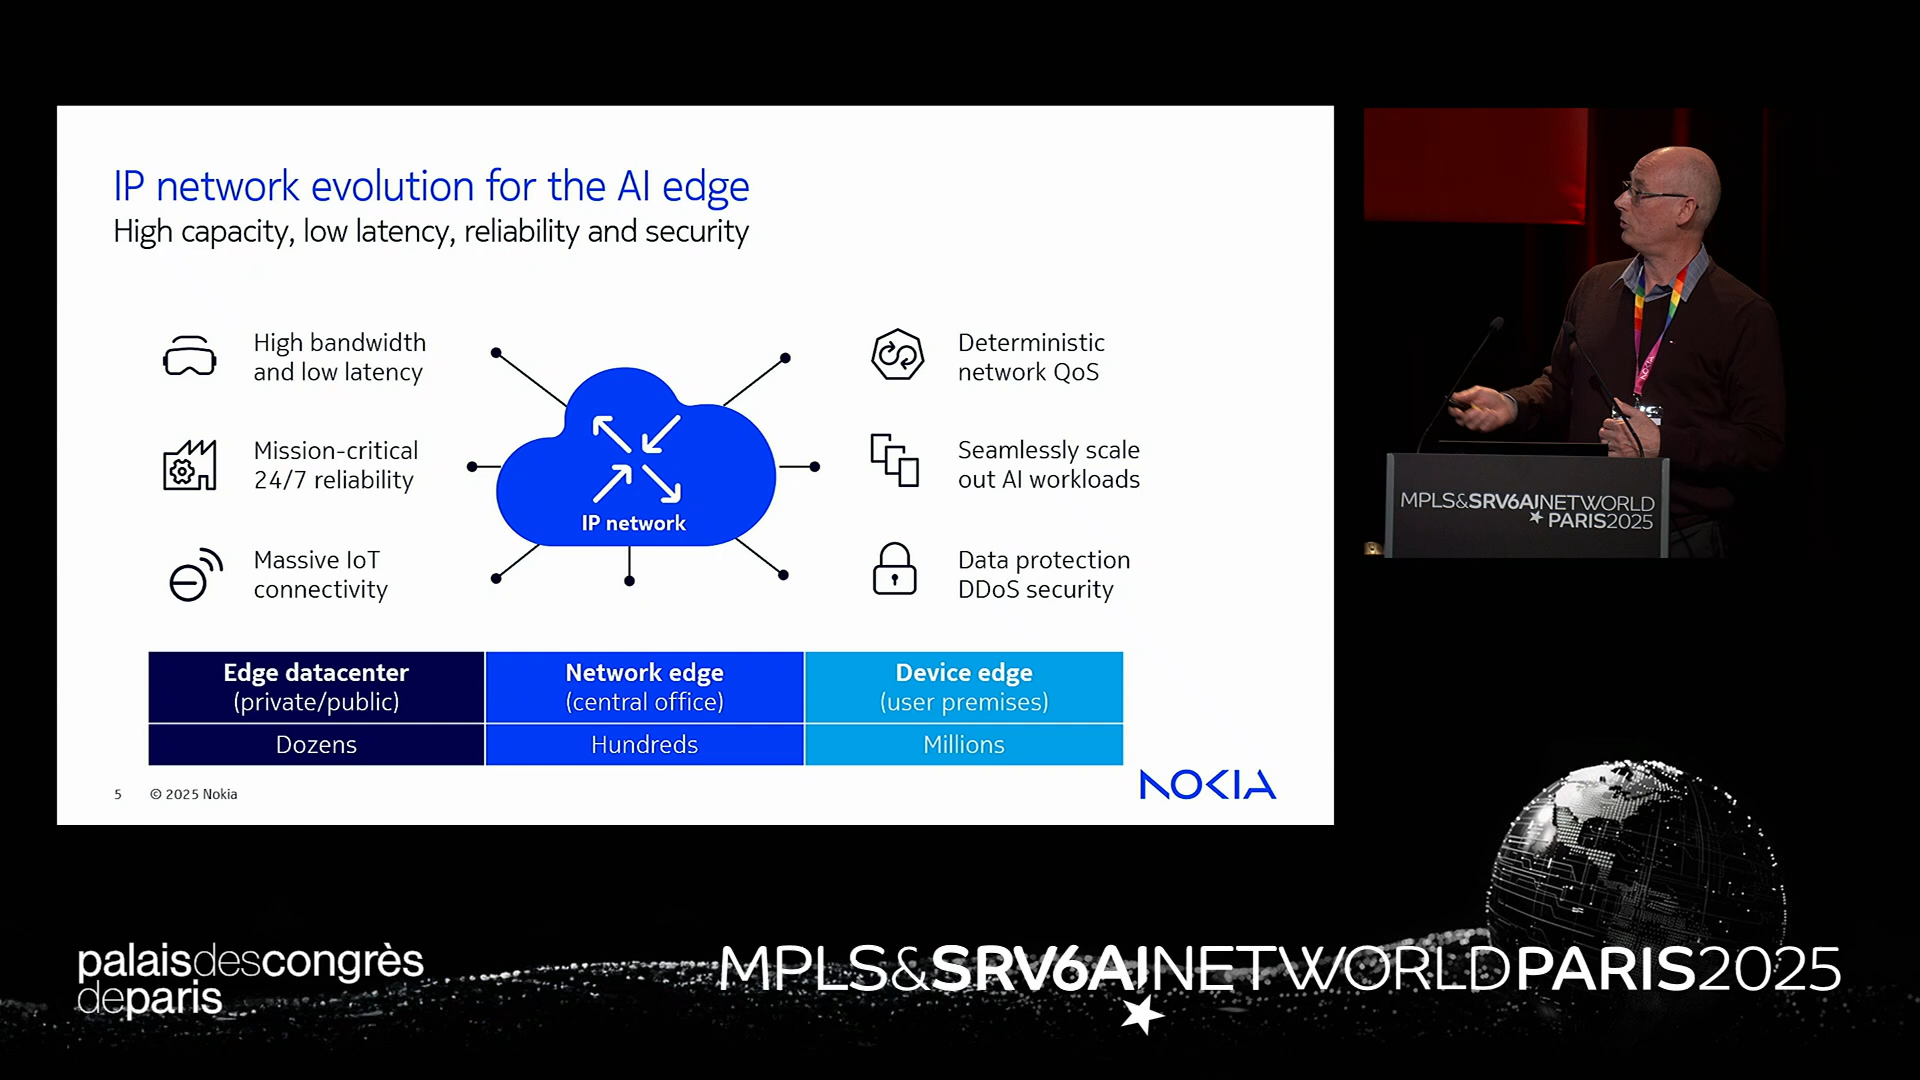 IP network evolution for the AI edge
High capacity, low latency, reliability and security
High bandwidth
and low latency
Mission-critical
24/7 reliability
Massive IoT
connectivity
IP network
Deterministic
network QoS
Seamlessly scale
out AI workloads
Data protection
DDoS security
Edge datacenter
(private/public)
Network edge
(central office)
Device edge
(user premises)
Dozens
Hundreds
Millions
5 © 2025 Nokia
NOKIA
NOKIA
MPLS&SRV6AINETWORLD
PARIS2025
palaisdescongrès
deparis
MPLS&SRV6AINETWORLDPARIS2025